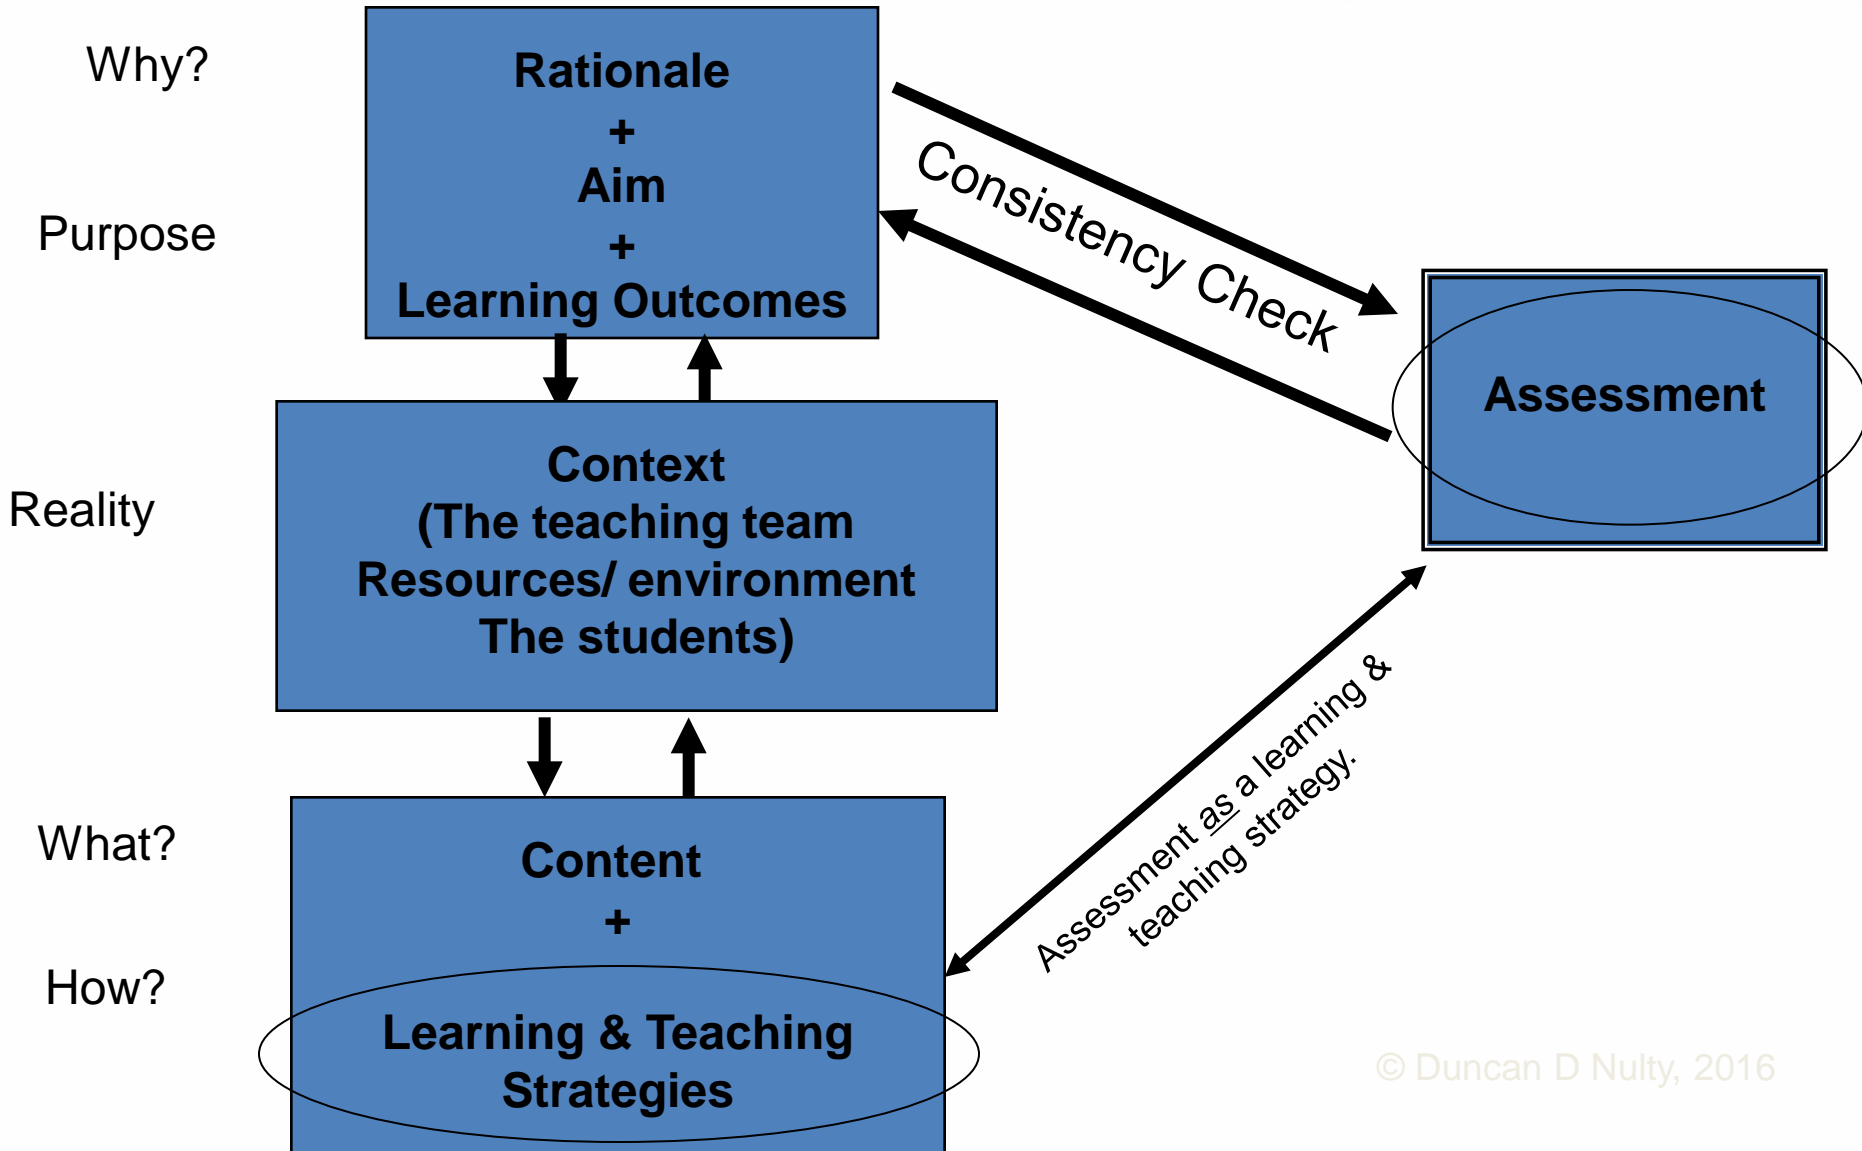 Why?
Rationale
+
Aim
+
Learning Outcomes
Purpose
Consistency Check
Assessment
Reality
Context
(The teaching team
Resources/ environment
The students)
Assessment as a learning &
teaching strategy.
What?
Content
+
How?
Learning & Teaching
Strategies
© Duncan D Nulty, 2016